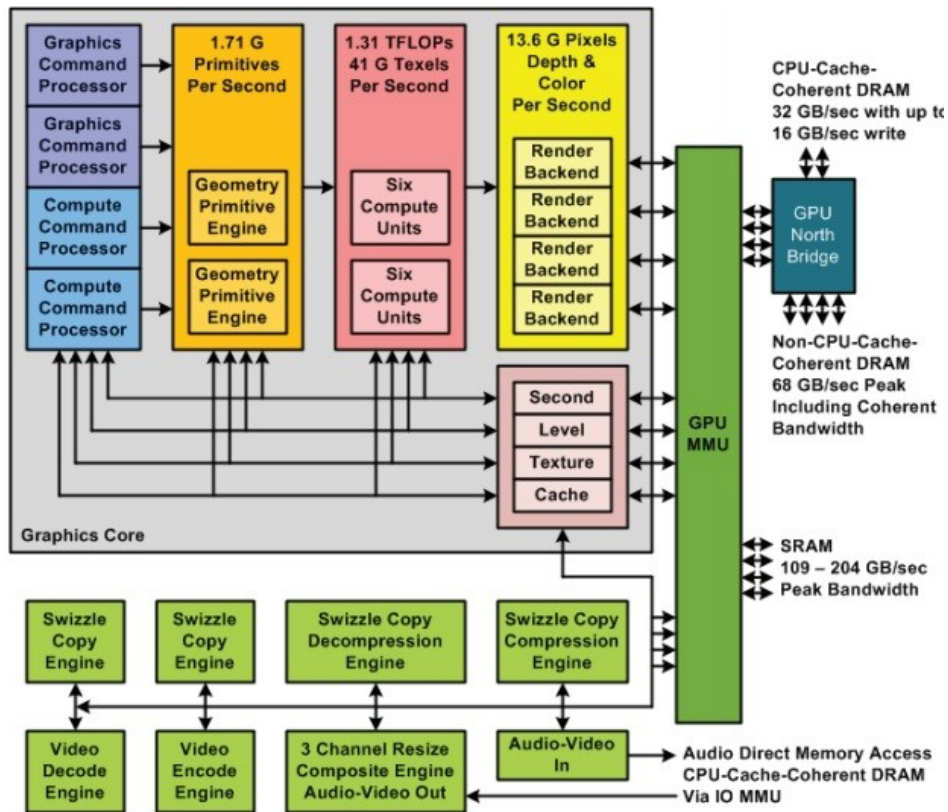 Graphics
Command
Processor
Graphics
Command
Processor
Compute
Command
Processor
Compute
Command
Processor
1.71 G
Primitives
Per Second
Geometry
Primitive
Engine
Geometry
Primitive
Engine
1.31 TFLOPs
41 G Texels
Per Second
Six
Compute
Units
Six
Compute
Units
13.6 G Pixels
Depth &
Color
Per Second
Render
Backend
Render
Backend
Render
Backend
Render
Backend
Second
Level
Texture
Cache
Graphics Core
GPU
MMU
CPU-Cache-
Coherent DRAM
32 GB/sec with up to
16 GB/sec write
GPU
North
Bridge
Non-CPU-Cache-
Coherent DRAM
68 GB/sec Peak
Including Coherent
Bandwidth
SRAM
109 – 204 GB/sec
Peak Bandwidth
Swizzle
Copy
Engine
Swizzle
Copy
Engine
Swizzle Copy
Decompression
Engine
Swizzle Copy
Compression
Engine
Video
Decode
Engine
Video
Encode
Engine
3 Channel Resize
Composite Engine
Audio-Video Out
Audio-Video
In
Audio Direct Memory Access
CPU-Cache-Coherent DRAM
Via IO MMU